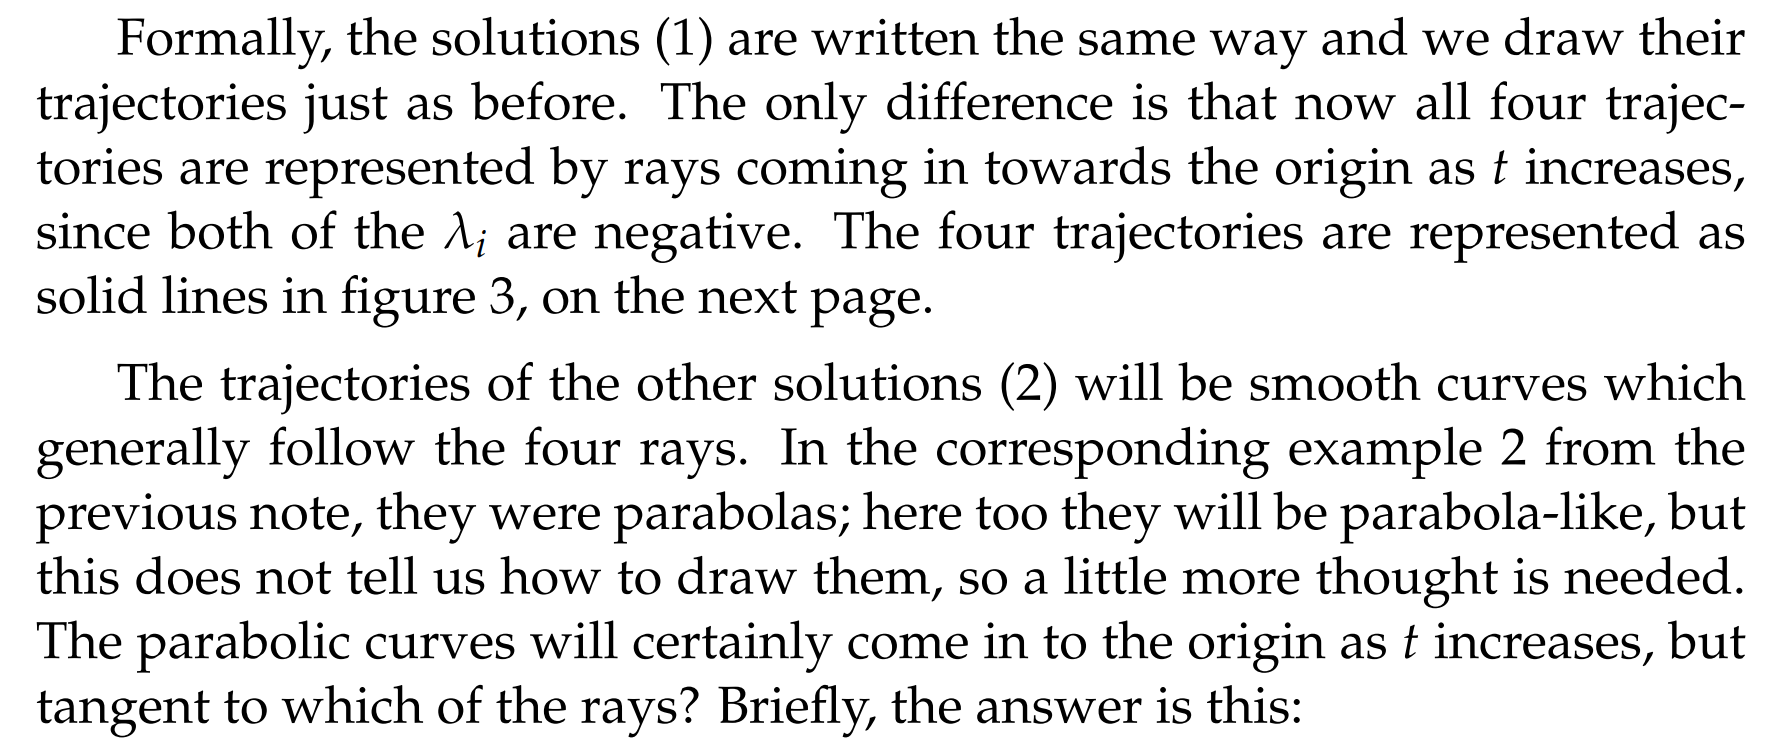 Formally, the solutions (1) are written the same way and we draw their
trajectories just as before. The only difference is that now all four trajec-
tories are represented by rays coming in towards the origin as t increases,
since both of the λᵢ are negative. The four trajectories are represented as
solid lines in figure 3, on the next page.
The trajectories of the other solutions (2) will be smooth curves which
generally follow the four rays. In the corresponding example 2 from the
previous note, they were parabolas; here too they will be parabola-like, but
this does not tell us how to draw them, so a little more thought is needed.
The parabolic curves will certainly come in to the origin as t increases, but
tangent to which of the rays? Briefly, the answer is this: